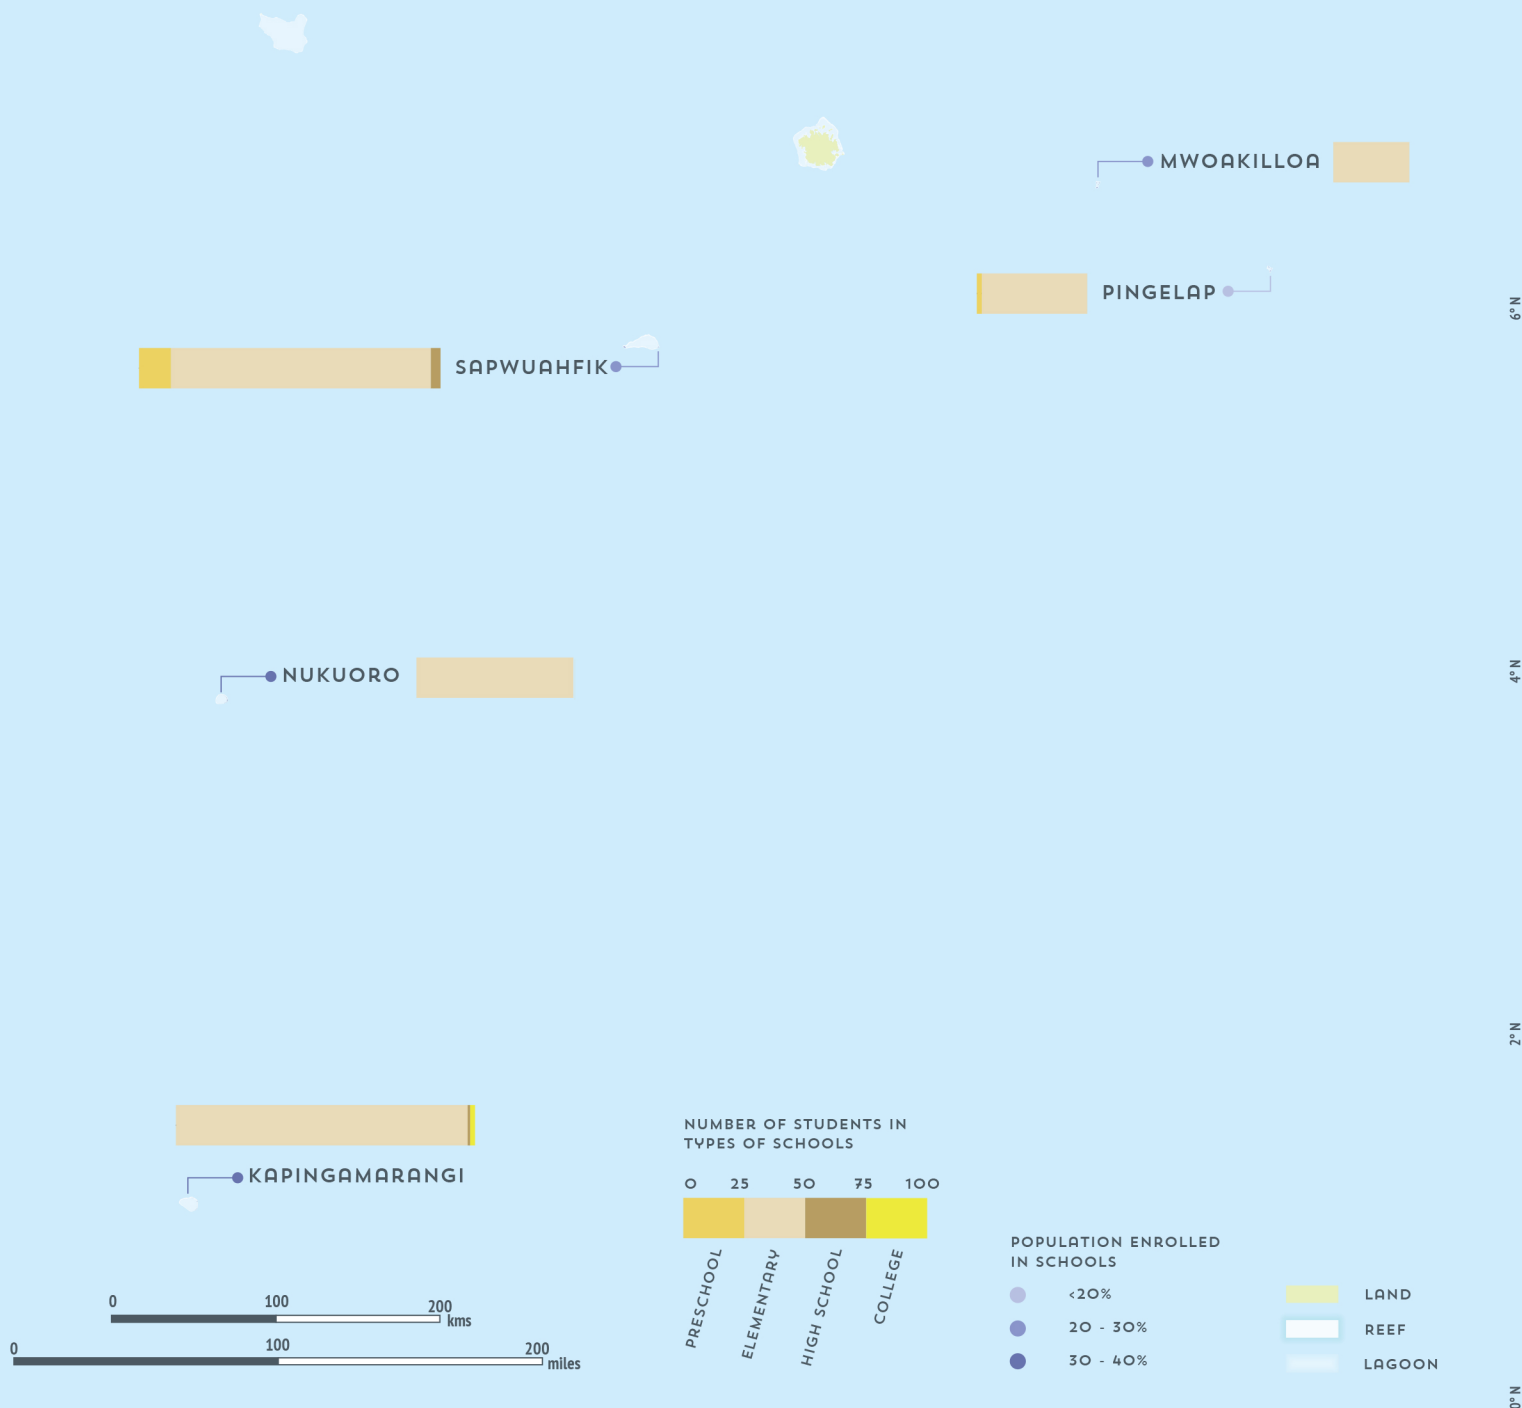 MWOAKILLOA
PINGELAP
6°N
SAPWUAHFIK
NUKUORO
4°N
2°N
KAPINGAMARANGI
NUMBER OF STUDENTS IN
TYPES OF SCHOOLS
0 25 50 75 100
PRESCHOOL
ELEMENTARY
HIGH SCHOOL
COLLEGE
POPULATION ENROLLED
IN SCHOOLS
<20%
20 - 30%
30 - 40%
LAND
REEF
LAGOON
0 100 200 kms
0 100 200 miles
0°N